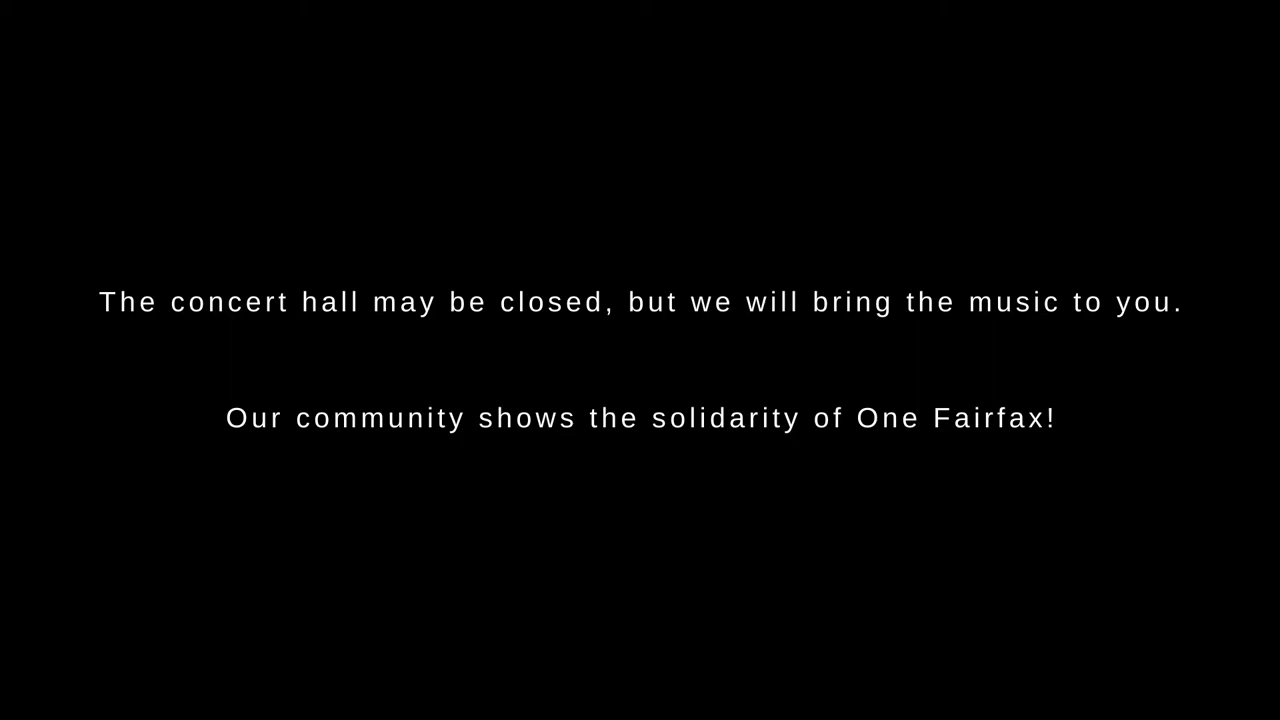 The concert hall may be closed, but we will bring the music to you.
Our community shows the solidarity of One Fairfax!